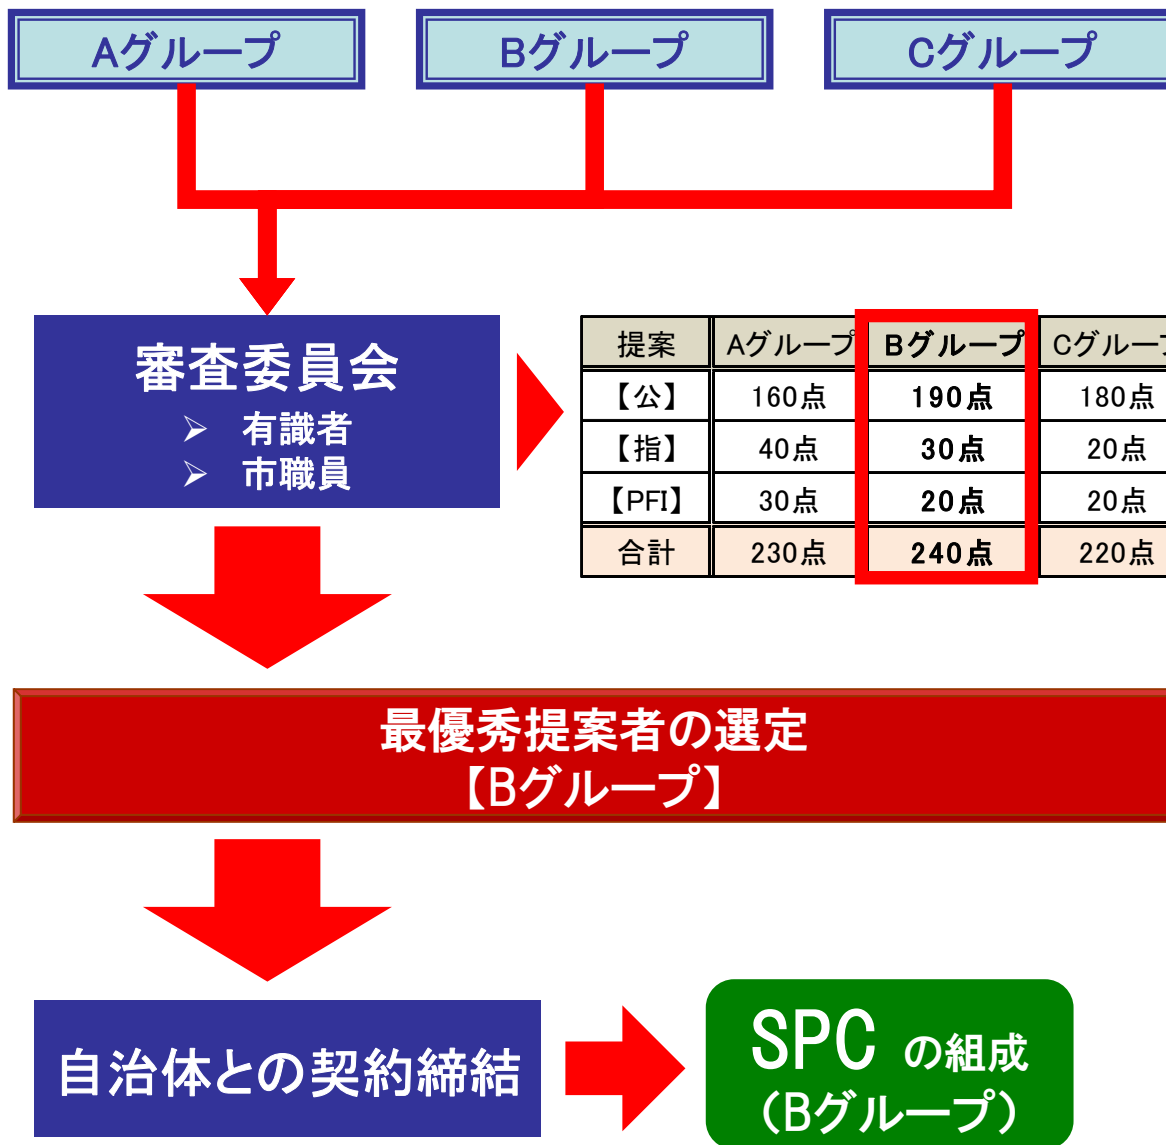 Aグループ
Bグループ
Cグループ
審査委員会
➢ 有識者
➢ 市職員
提案 Aグループ Bグループ Cグループ
【公】 160点 190点 180点
【指】 40点 30点 20点
【PFI】 30点 20点 20点
合計 230点 240点 220点
最優秀提案者の選定
【Bグループ】
自治体との契約締結
SPC の組成
（Bグループ）